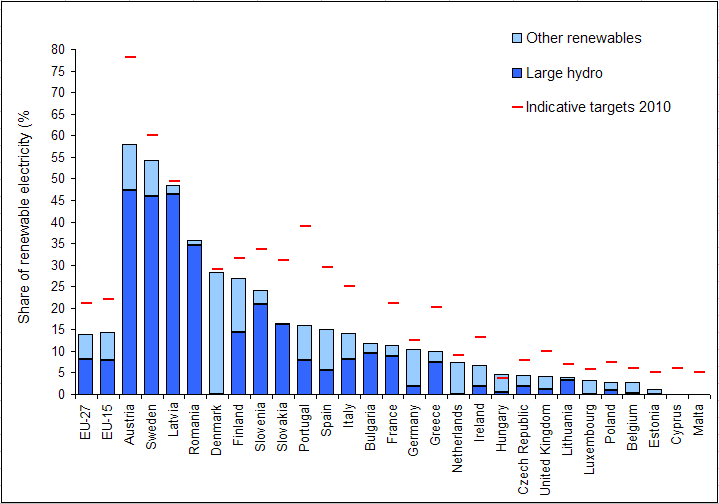 Other renewables
Large hydro
Indicative targets 2010
Share of renewable electricity (%
80
75
70
65
60
55
50
45
40
35
30
25
20
15
10
5
0
EU-27
EU-15
Austria
Sweden
Latvia
Romania
Denmark
Finland
Slovenia
Slovakia
Portugal
Spain
Italy
Bulgaria
France
Germany
Greece
Netherlands
Ireland
Hungary
Czech Republic
United Kingdom
Lithuania
Luxembourg
Poland
Belgium
Estonia
Cyprus
Malta